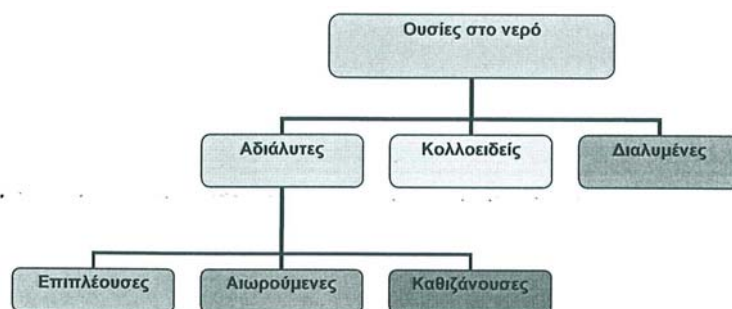 Ουσίες στο νερό
Αδιάλυτες
Κολλοειδείς
Διαλυμένες
Επιπλέουσες
Αιωρούμενες
Καθιζάνουσες